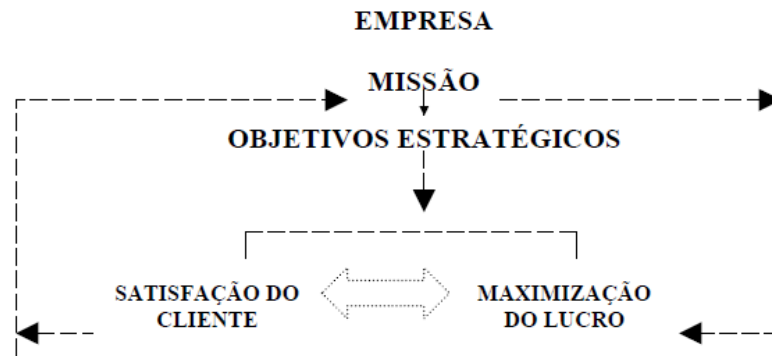 EMPRESA
MISSÃO
OBJETIVOS ESTRATÉGICOS
SATISFAÇÃO DO
CLIENTE
MAXIMIZAÇÃO
DO LUCRO